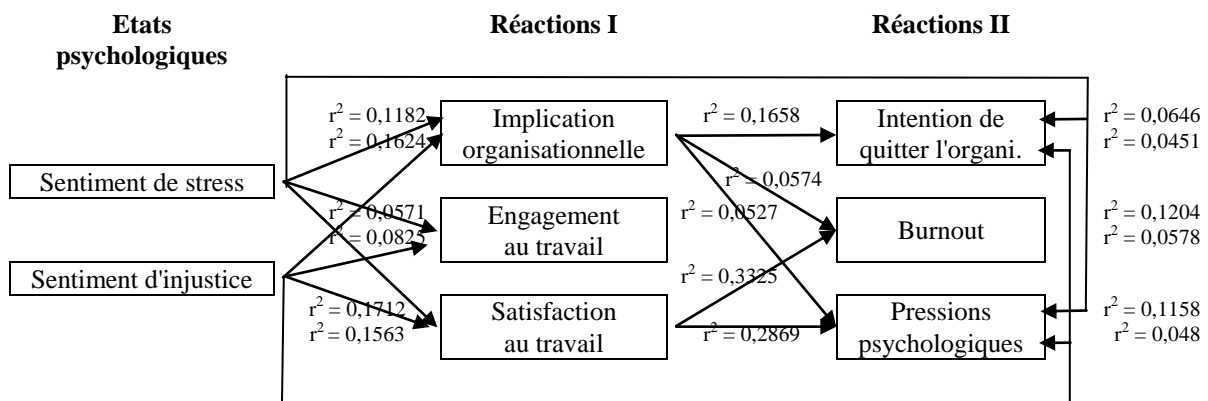 Etats
psychologiques
Réactions I
Réactions II
r² = 0,1182
r² = 0,1624
Implication
organisationnelle
r² = 0,1658
Intention de
quitter l'organi.
r² = 0,0646
r² = 0,0451
Sentiment de stress
r² = 0,0574
r² = 0,0571
r² = 0,0825
Engagement
au travail
r² = 0,0527
Burnout
r² = 0,1204
r² = 0,0578
Sentiment d'injustice
r² = 0,3325
r² = 0,1712
r² = 0,1563
Satisfaction
au travail
r² = 0,2869
Pressions
psychologiques
r² = 0,1158
r² = 0,048